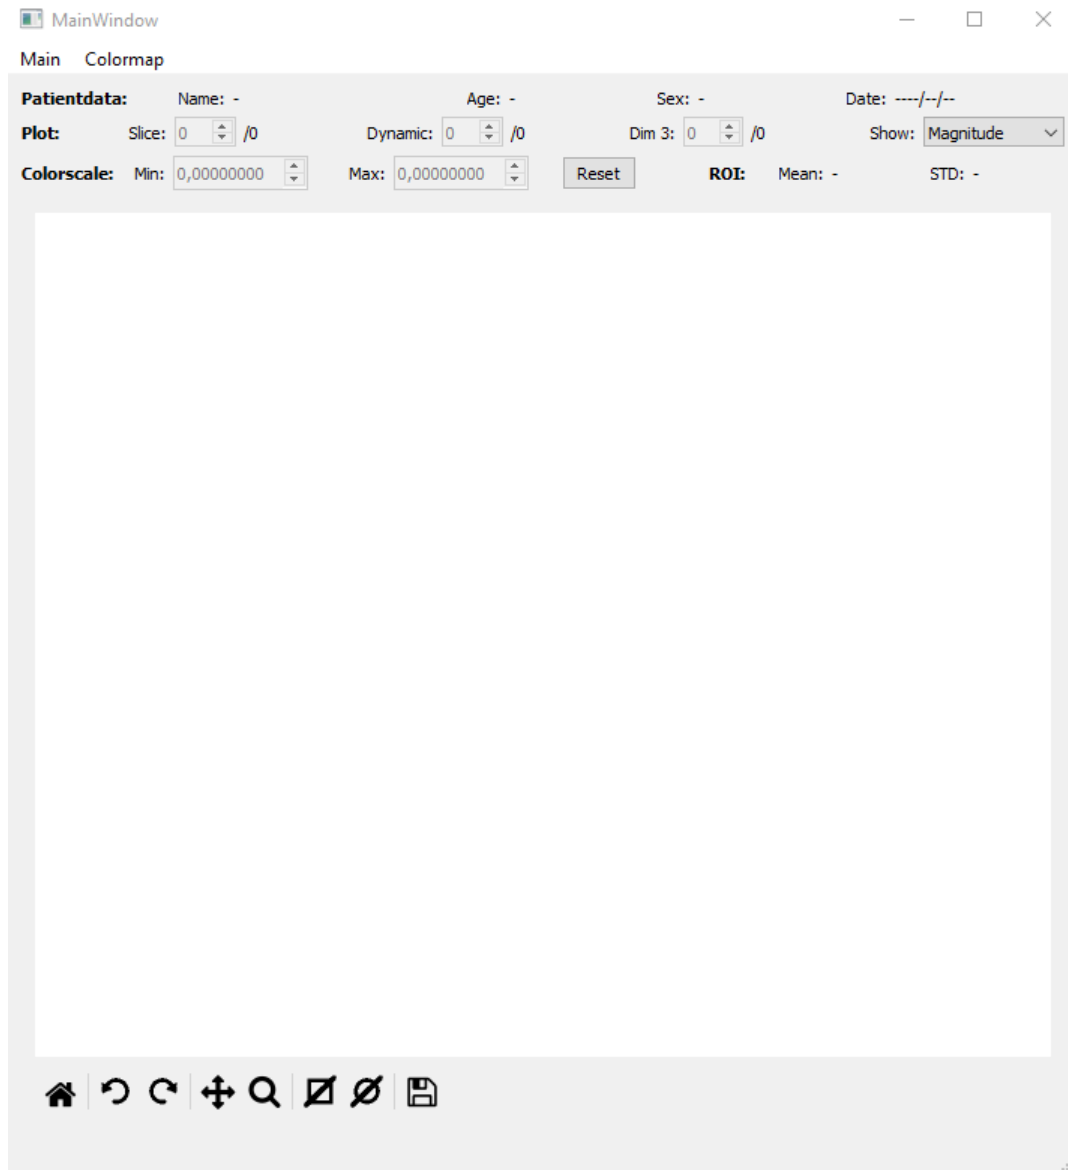 MainWindow
Main Colormap
Patientdata: Name: - Age: - Sex: - Date: ----/--/--
Plot: Slice: 0 /0 Dynamic: 0 /0 Dim 3: 0 /0 Show: Magnitude
Colorscale: Min: 0,00000000 Max: 0,00000000 Reset ROI: Mean: - STD: -